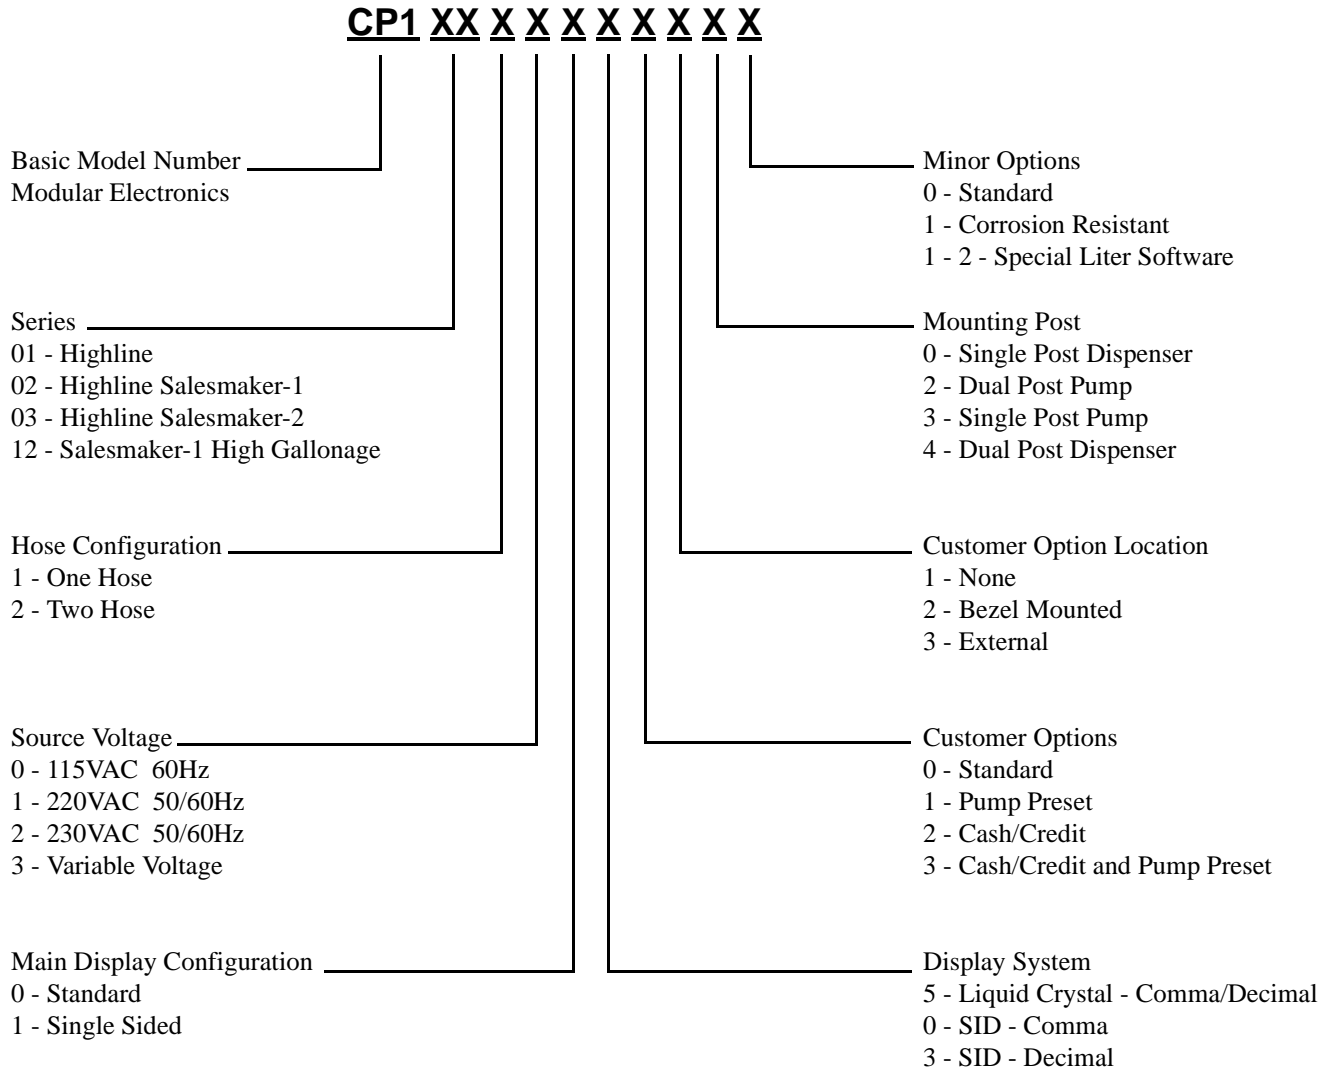 CP1 XX X X X X X X X X
Basic Model Number
Modular Electronics
Series
01 - Highline
02 - Highline Salesmaker-1
03 - Highline Salesmaker-2
12 - Salesmaker-1 High Gallonage
Hose Configuration
1 - One Hose
2 - Two Hose
Source Voltage
0 - 115VAC 60Hz
1 - 220VAC 50/60Hz
2 - 230VAC 50/60Hz
3 - Variable Voltage
Main Display Configuration
0 - Standard
1 - Single Sided
Minor Options
0 - Standard
1 - Corrosion Resistant
1 - 2 - Special Liter Software
Mounting Post
0 - Single Post Dispenser
2 - Dual Post Pump
3 - Single Post Pump
4 - Dual Post Dispenser
Customer Option Location
1 - None
2 - Bezel Mounted
3 - External
Customer Options
0 - Standard
1 - Pump Preset
2 - Cash/Credit
3 - Cash/Credit and Pump Preset
Display System
5 - Liquid Crystal - Comma/Decimal
0 - SID - Comma
3 - SID - Decimal